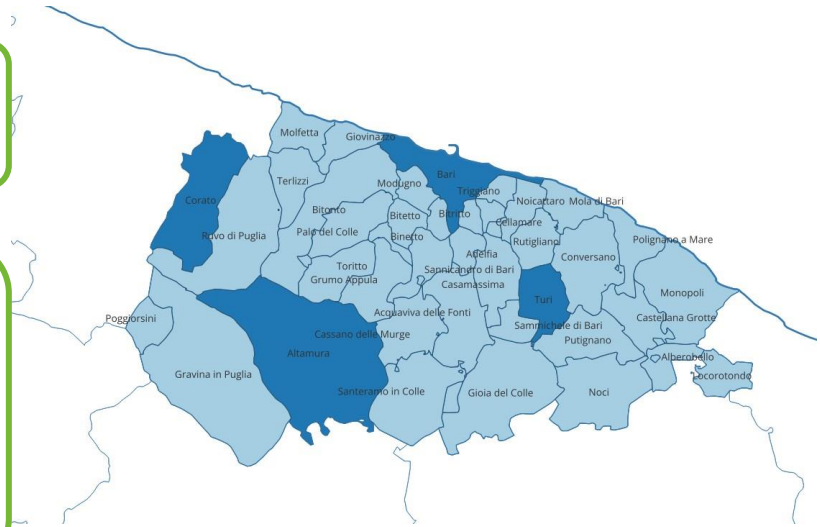 Molfetta
Giovinazzo
Bari
Terlizzi
Modugno
Triggiano
Corato
Noicattaro
Mola di Bari
Bitonto
Bitetto
Bitritto
Cellamare
Ruvo di Puglia
Palo del Colle
Binetto
Rutigliano
Polignano a Mare
Adelfia
Conversano
Toritto
Sannicandro di Bari
Grumo Appula
Casamassima
Monopoli
Turi
Poggiorsini
Acquaviva delle Fonti
Castellana Grotte
Cassano delle Murge
Sammichele di Bari
Putignano
Altamura
Alberobello
Gravina in Puglia
Locorotondo
Santeramo in Colle
Gioia del Colle
Noci